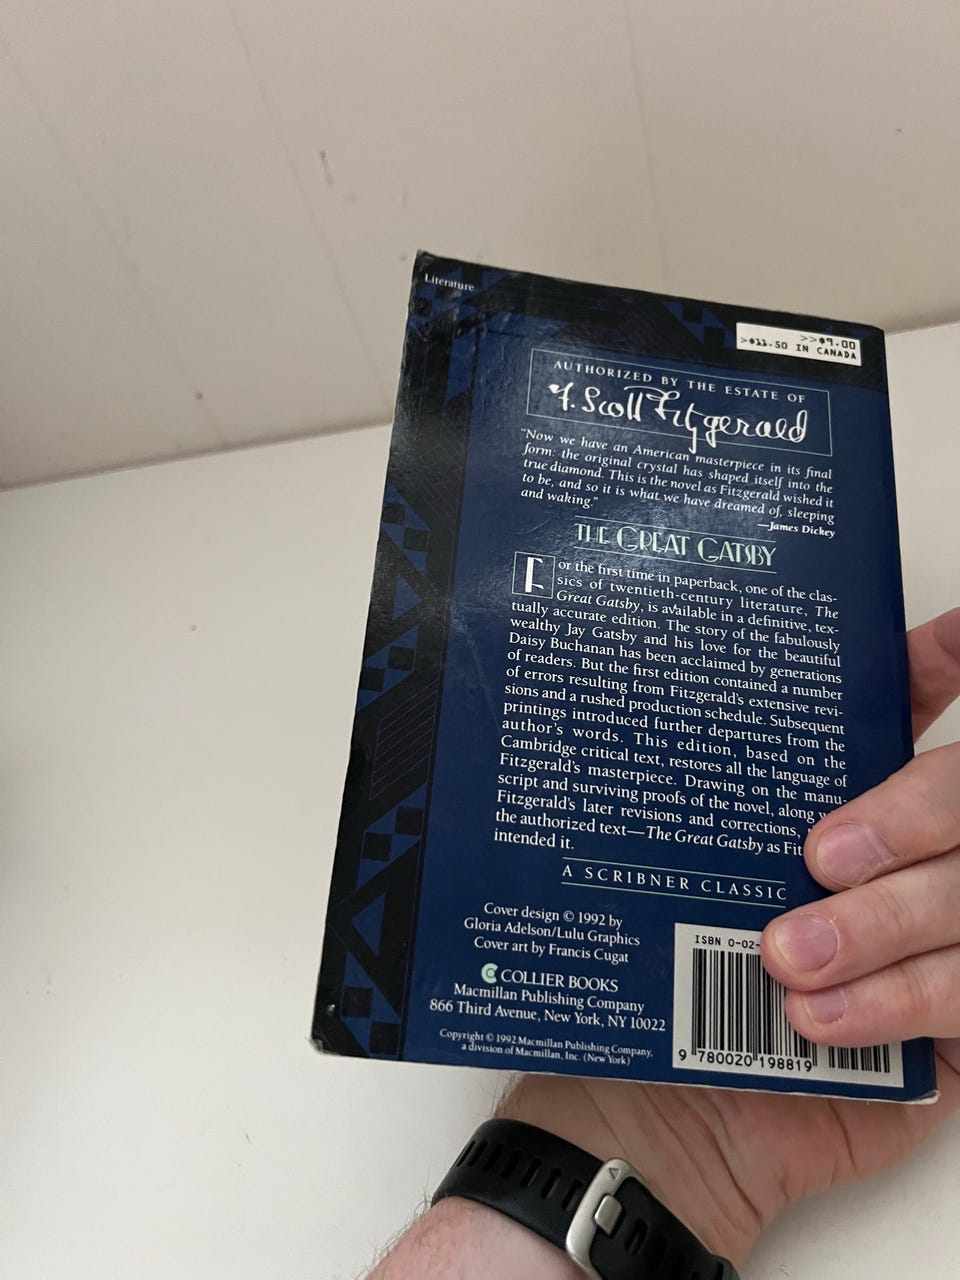 Literature
>>$9.00
>$11.50 IN CANADA
AUTHORIZED BY THE ESTATE OF
F. Scott Fitzgerald
"Now we have an American masterpiece in its final
form: the original crystal has shaped itself into the
true diamond. This is the novel as Fitzgerald wished it
to be, and so it is what we have dreamed of, sleeping
and waking."
—James Dickey
THE GREAT GATSBY
For the first time in paperback, one of the clas-
sics of twentieth-century literature, The
Great Gatsby, is available in a definitive, tex-
tually accurate edition. The story of the fabulously
wealthy Jay Gatsby and his love for the beautiful
Daisy Buchanan has been acclaimed by generations
of readers. But the first edition contained a number
of errors resulting from Fitzgerald's extensive revi-
sions and a rushed production schedule. Subsequent
printings introduced further departures from the
author's words. This edition, based on the
Cambridge critical text, restores all the language of
Fitzgerald's masterpiece. Drawing on the manu-
script and surviving proofs of the novel, along
Fitzgerald's later revisions and corrections,
the authorized text—The Great Gatsby as
intended it.
A SCRIBNER CLASSIC
Cover design © 1992 by
Gloria Adelson/Lulu Graphics
Cover art by Francis Cugat
COLLIER BOOKS
Macmillan Publishing Company
866 Third Avenue, New York, NY 10022
Copyright © 1992 Macmillan Publishing Company,
a division of Macmillan, Inc. (New York)
ISBN 0-02-
9 780020 198819